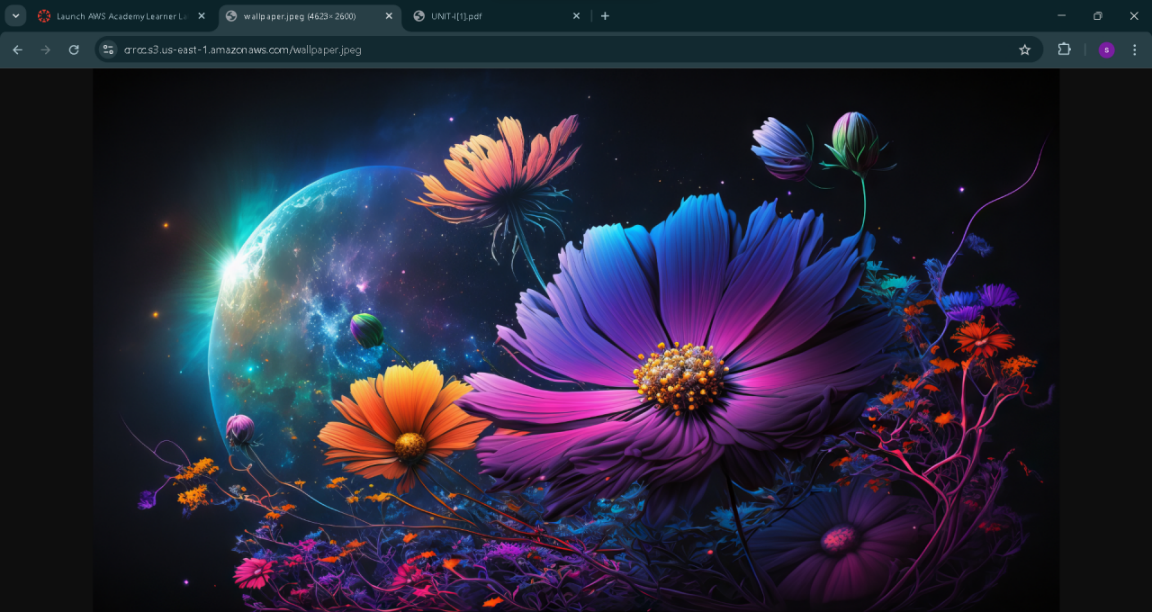 Launch AWS Academy Learner La
wallpaper.jpeg (4623×2600)
UNIT-I[1].pdf
.s3.us-east-1.amazonaws.com/wallpaper.jpeg
S